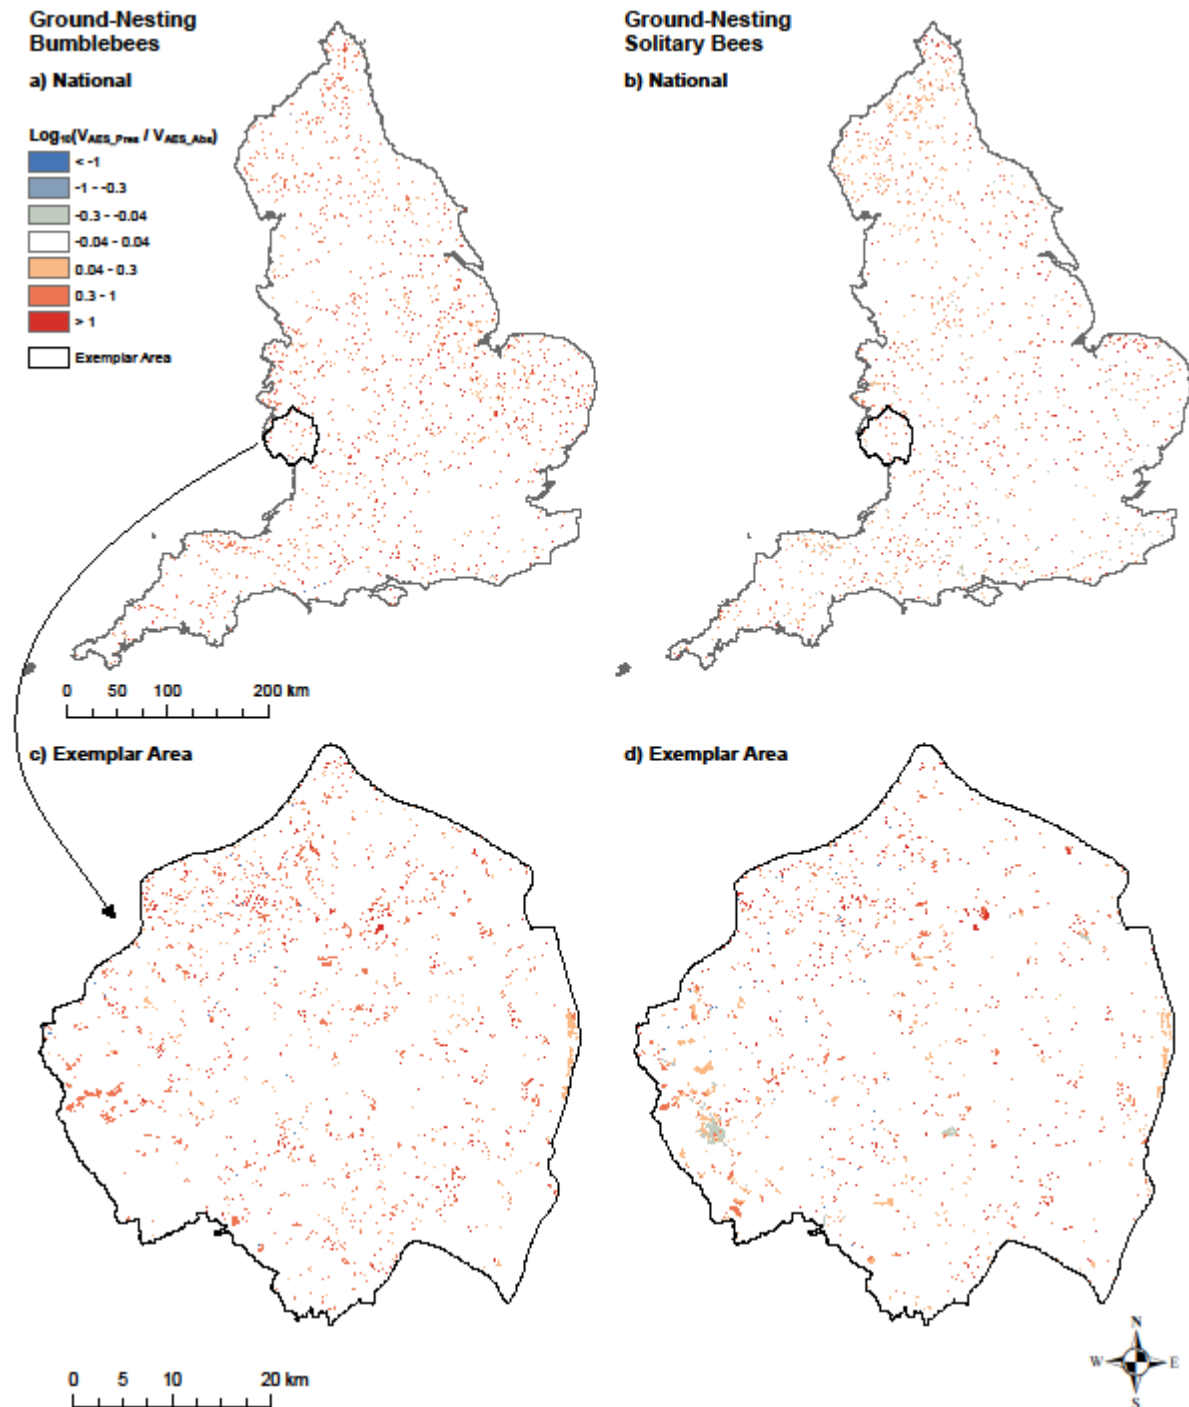 Ground-Nesting
Bumblebees
a) National
Log₁₀(V_AES_Pres / V_AES_Abs)
< -1
-1 - -0.3
-0.3 - -0.04
-0.04 - 0.04
0.04 - 0.3
0.3 - 1
> 1
Exemplar Area
0 50 100 200 km
Ground-Nesting
Solitary Bees
b) National
c) Exemplar Area
d) Exemplar Area
0 5 10 20 km
N
W E
S